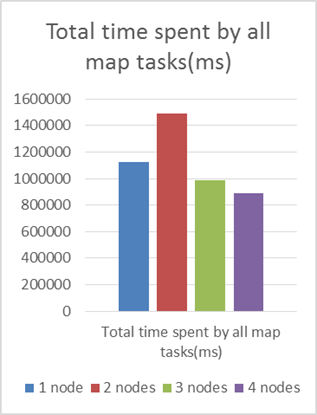 Total time spent by all
map tasks(ms)
1600000
1400000
1200000
1000000
800000
600000
400000
200000
0
Total time spent by all map
tasks(ms)
1 node 2 nodes 3 nodes 4 nodes